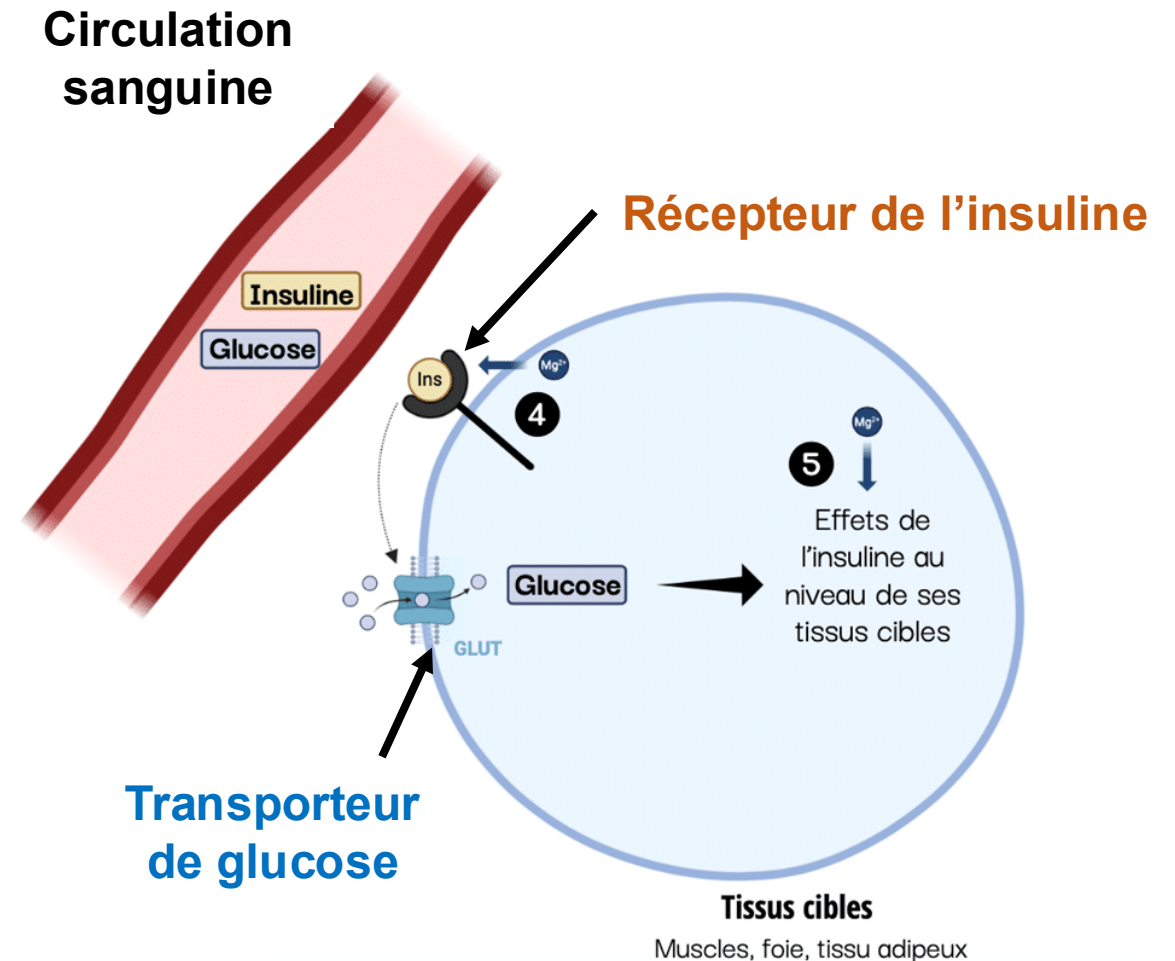 Circulation
sanguine
Récepteur de l’insuline
Insuline
Glucose
Ins
Mg²⁺
4
Mg²⁺
5
Effets de
l’insuline au
niveau de ses
tissus cibles
Glucose
GLUT
Transporteur
de glucose
Tissus cibles
Muscles, foie, tissu adipeux